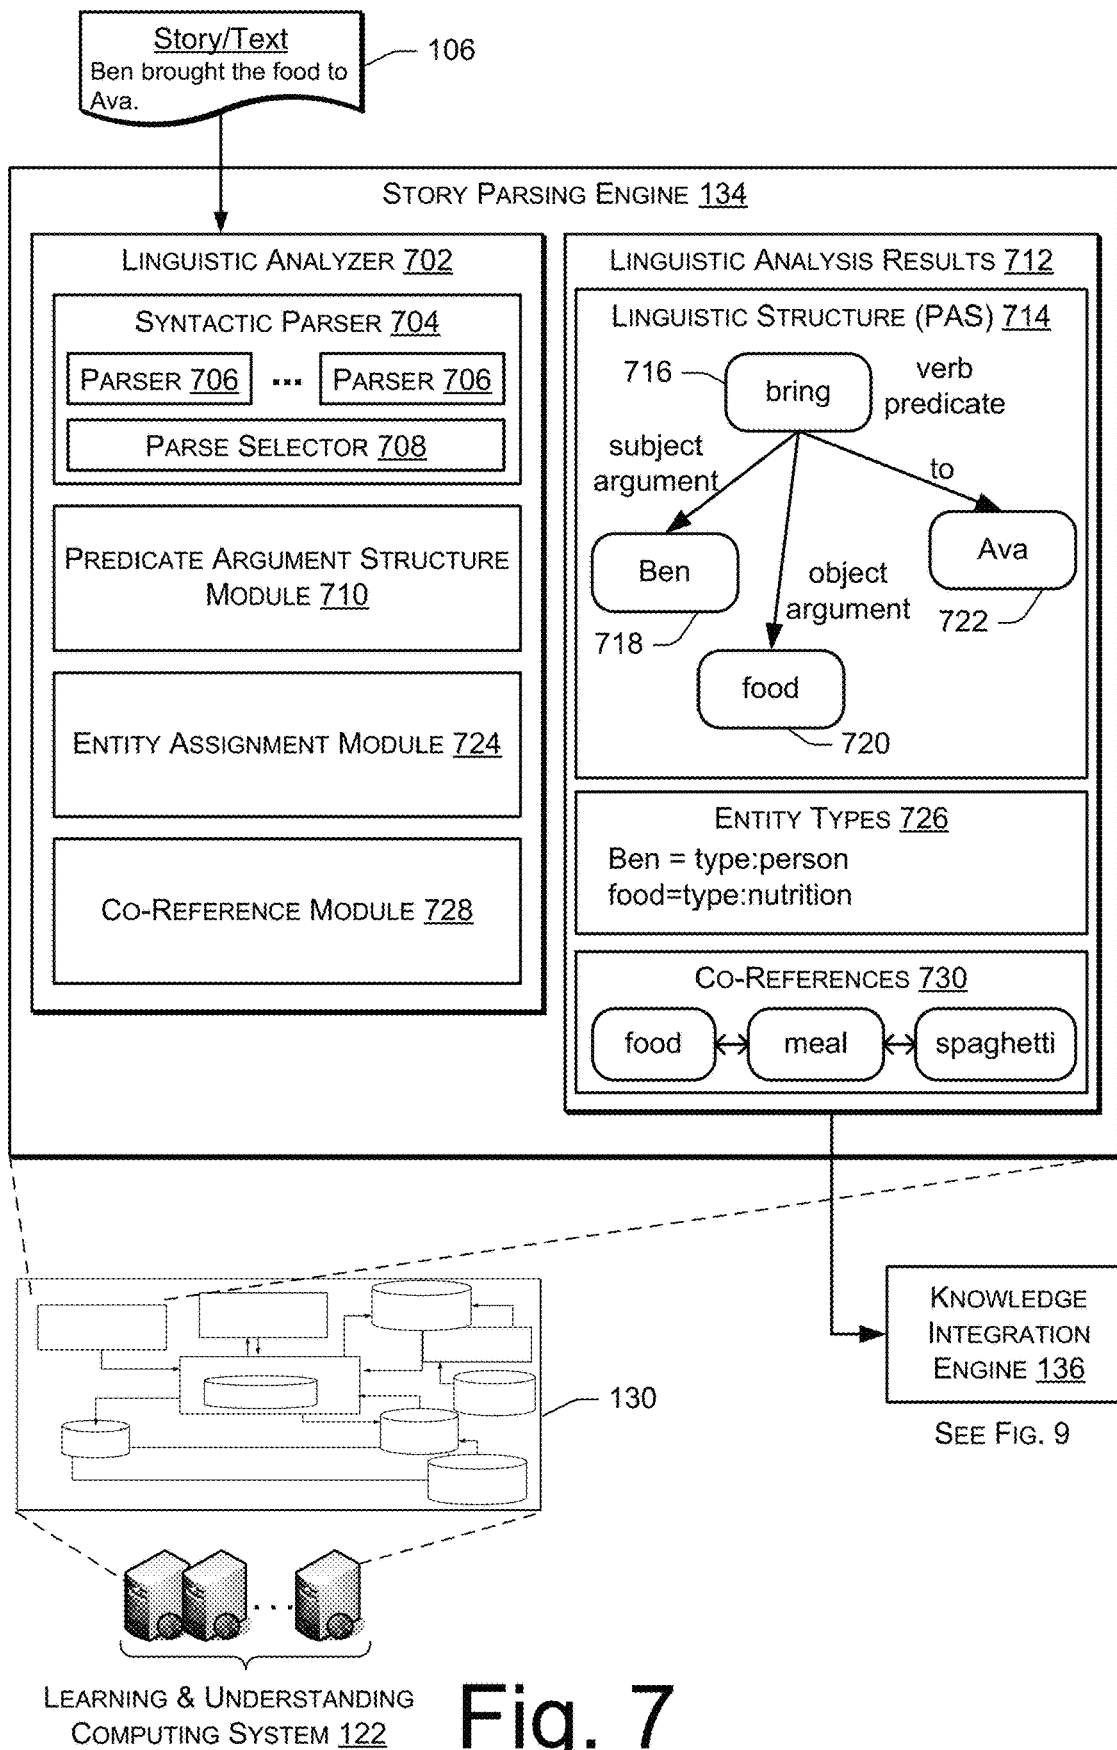 Story/Text
Ben brought the food to
Ava.
106
STORY PARSING ENGINE 134
LINGUISTIC ANALYZER 702
SYNTACTIC PARSER 704
PARSER 706 ... PARSER 706
PARSE SELECTOR 708
PREDICATE ARGUMENT STRUCTURE
MODULE 710
ENTITY ASSIGNMENT MODULE 724
CO-REFERENCE MODULE 728
LINGUISTIC ANALYSIS RESULTS 712
LINGUISTIC STRUCTURE (PAS) 714
716
bring
verb
predicate
subject
argument
to
Ben
718
object
argument
Ava
722
food
720
ENTITY TYPES 726
Ben = type:person
food=type:nutrition
CO-REFERENCES 730
food
meal
spaghetti
KNOWLEDGE
INTEGRATION
ENGINE 136
SEE FIG. 9
130
...
LEARNING & UNDERSTANDING
COMPUTING SYSTEM 122
Fig. 7